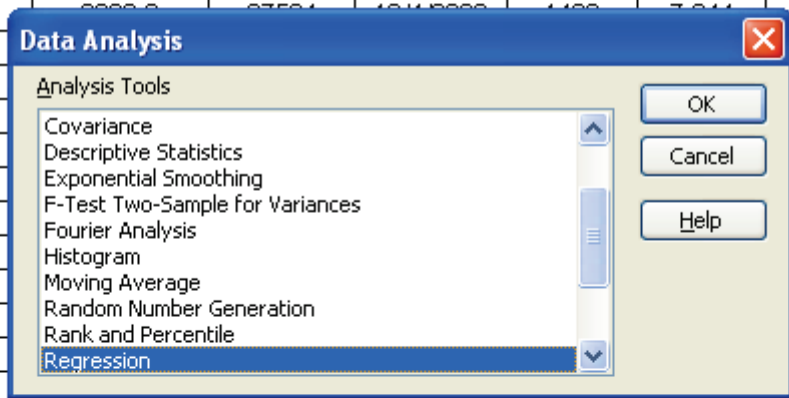 Data Analysis
Analysis Tools
Covariance
Descriptive Statistics
Exponential Smoothing
F-Test Two-Sample for Variances
Fourier Analysis
Histogram
Moving Average
Random Number Generation
Rank and Percentile
Regression
OK
Cancel
Help